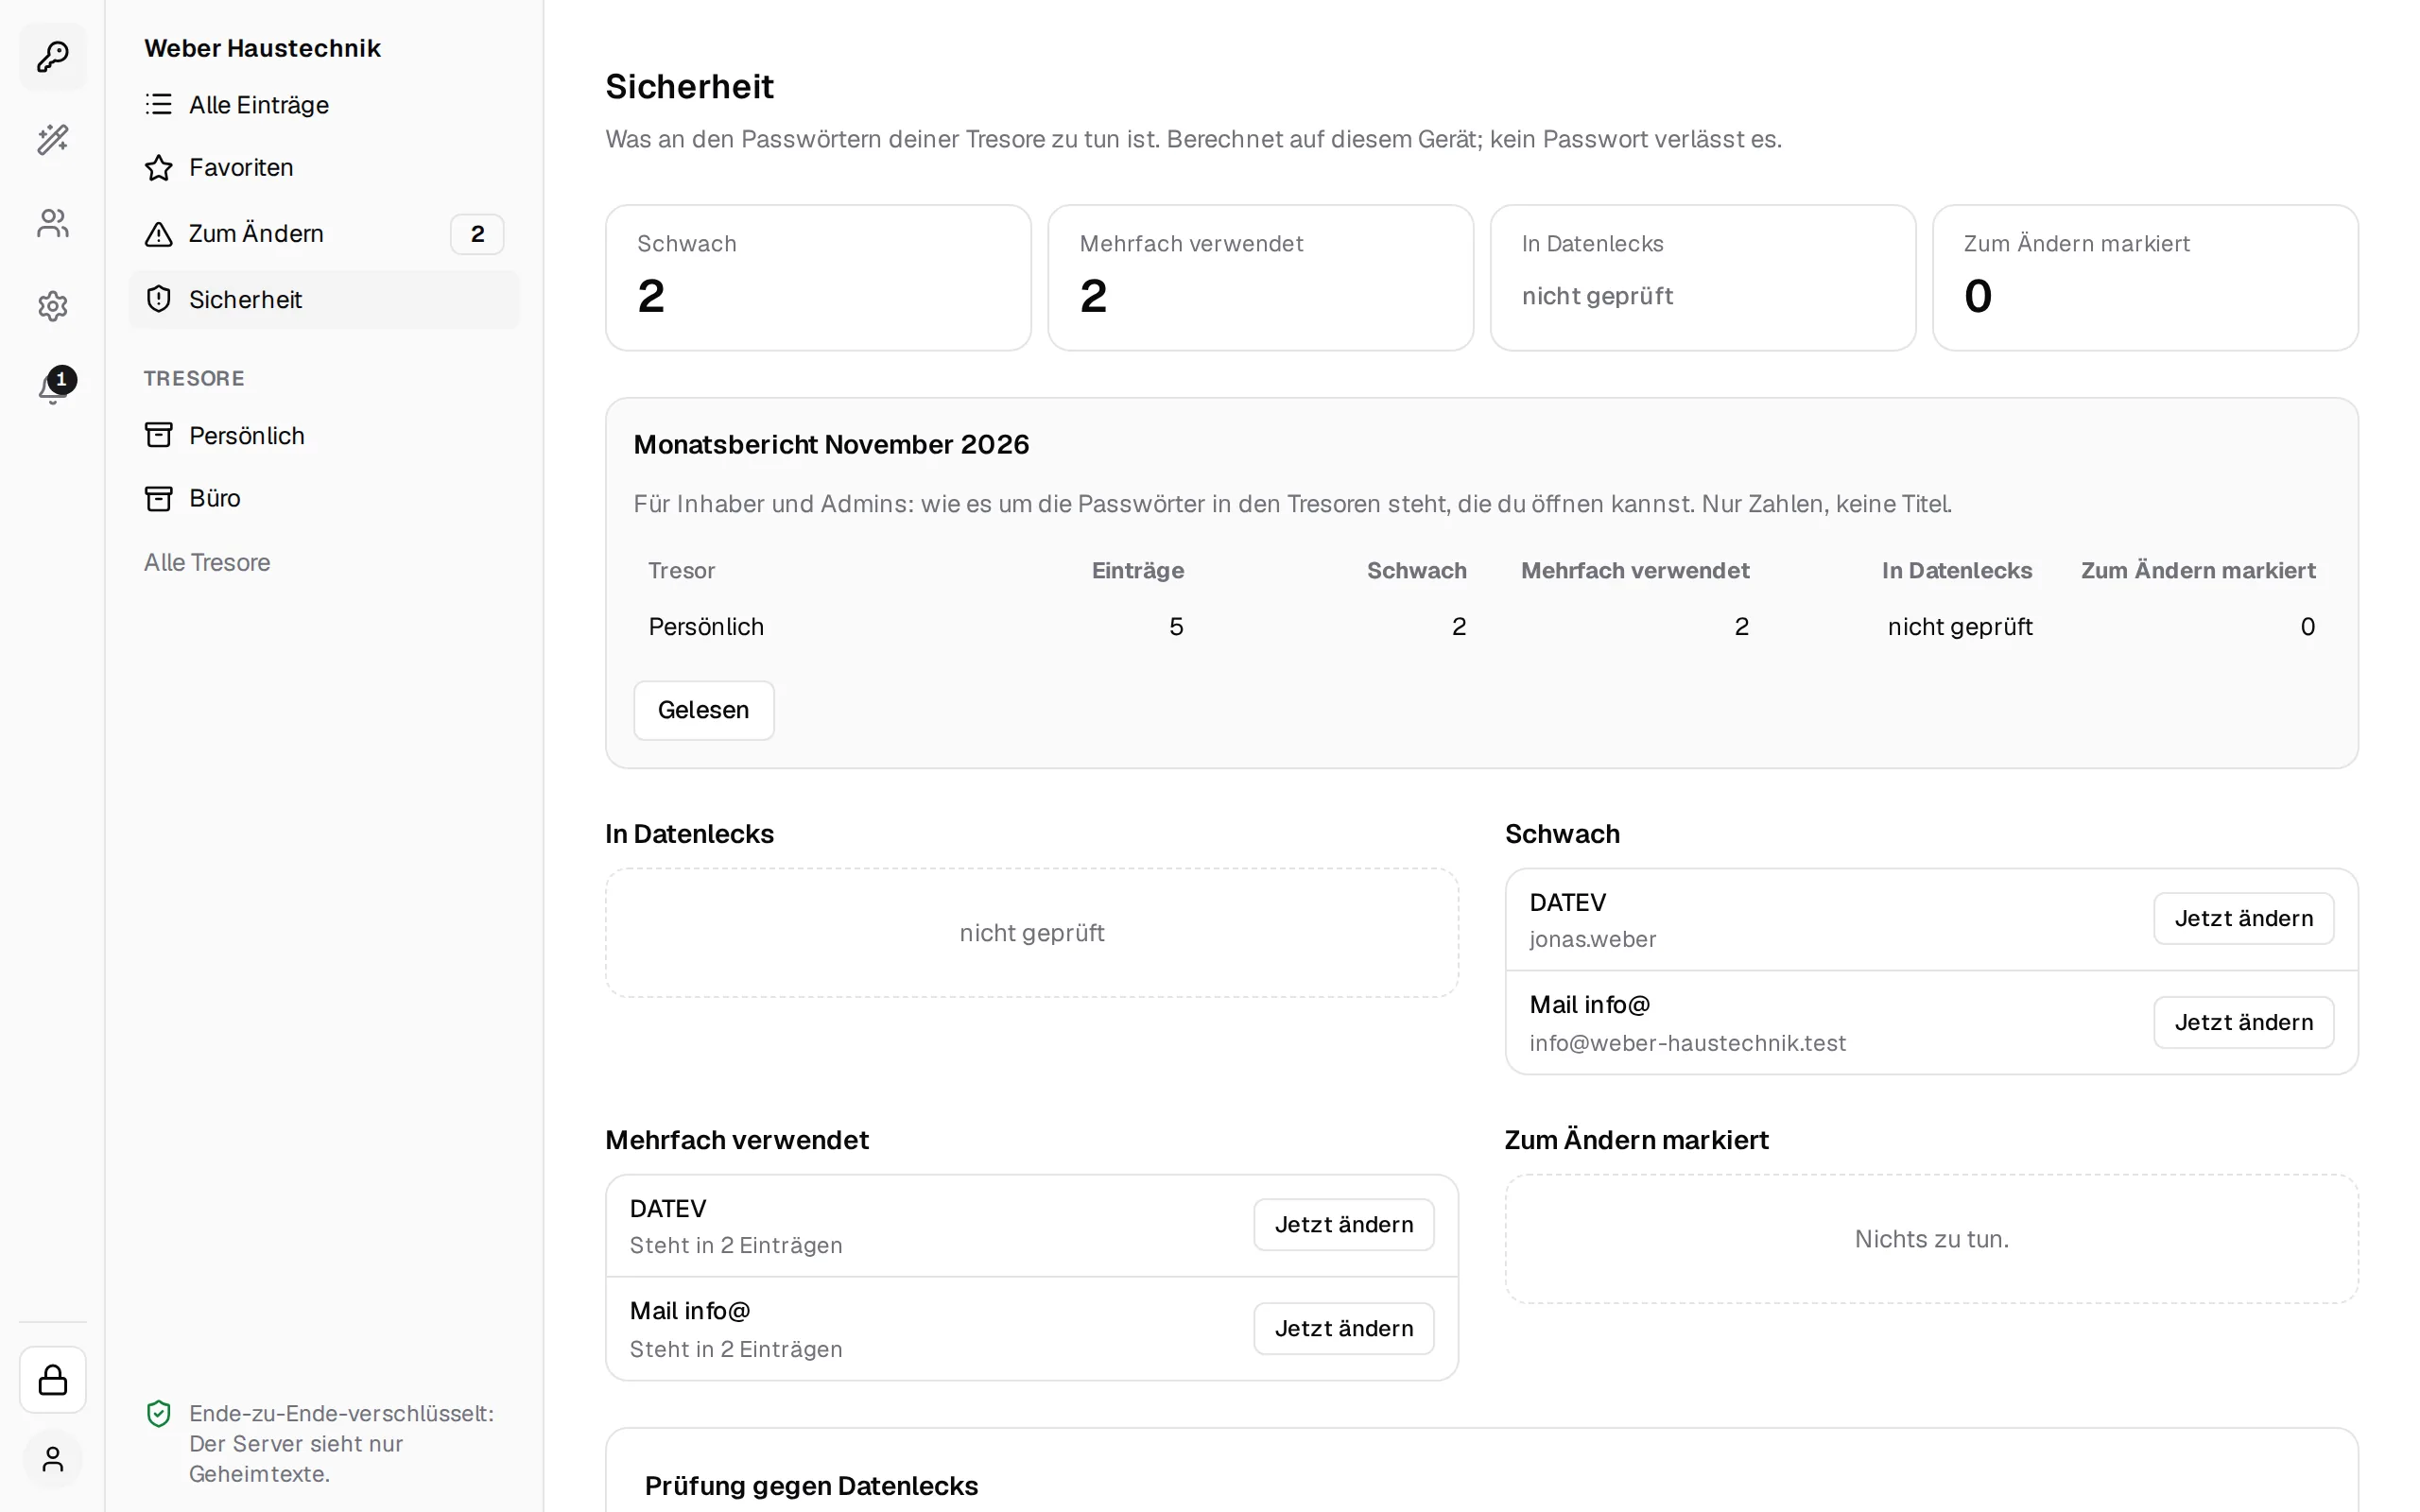 Weber Haustechnik
Alle Einträge
Favoriten
Zum Ändern 2
Sicherheit
1
TRESORE
Persönlich
Büro
Alle Tresore
Ende-zu-Ende-verschlüsselt:
Der Server sieht nur
Geheimtexte.
Sicherheit
Was an den Passwörtern deiner Tresore zu tun ist. Berechnet auf diesem Gerät; kein Passwort verlässt es.
Schwach
2
Mehrfach verwendet
2
In Datenlecks
nicht geprüft
Zum Ändern markiert
0
Monatsbericht November 2026
Für Inhaber und Admins: wie es um die Passwörter in den Tresoren steht, die du öffnen kannst. Nur Zahlen, keine Titel.
Tresor Einträge Schwach Mehrfach verwendet In Datenlecks Zum Ändern markiert
Persönlich 5 2 2 nicht geprüft 0
Gelesen
In Datenlecks
nicht geprüft
Schwach
DATEV
jonas.weber
Jetzt ändern
Mail info@
info@weber-haustechnik.test
Jetzt ändern
Mehrfach verwendet
DATEV
Steht in 2 Einträgen
Jetzt ändern
Mail info@
Steht in 2 Einträgen
Jetzt ändern
Zum Ändern markiert
Nichts zu tun.
Prüfung gegen Datenlecks